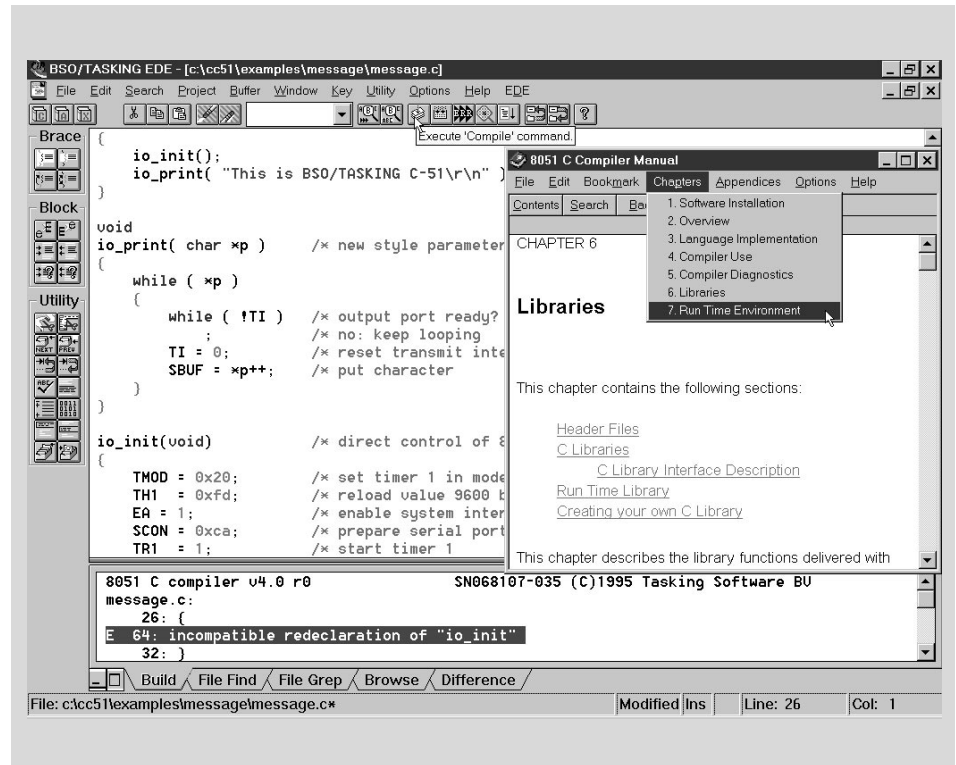 BSO/TASKING EDE - [c:\cc51\examples\message\message.c]
File Edit Search Project Buffer Window Key Utility Options Help EDE
Execute 'Compile' command.
Brace
Block
Utility
NEXT PREV
{
io_init();
io_print( "This is BSO/TASKING C-51\r\n" )
}
void
io_print( char *p ) /* new style parameter
{
while ( *p )
{
while ( !TI ) /* output port ready?
; /* no: keep looping
TI = 0; /* reset transmit inte
SBUF = *p++; /* put character
}
}
io_init(void) /* direct control of 8
{
TMOD = 0x20; /* set timer 1 in mode
TH1 = 0xfd; /* reload value 9600 b
EA = 1; /* enable system inter
SCON = 0xca; /* prepare serial port
TR1 = 1; /* start timer 1
8051 C Compiler Manual
File Edit Bookmark Chapters Appendices Options Help
Contents Search Ba
1. Software Installation
2. Overview
3. Language Implementation
4. Compiler Use
5. Compiler Diagnostics
6. Libraries
7. Run Time Environment
CHAPTER 6
Libraries
This chapter contains the following sections:
Header Files
C Libraries
C Library Interface Description
Run Time Library
Creating your own C Library
This chapter describes the library functions delivered with
8051 C compiler v4.0 r0 SN068107-035 (C)1995 Tasking Software BV
message.c:
26: {
E 64: incompatible redeclaration of "io_init"
32: }
Build File Find File Grep Browse Difference
File: c:\cc51\examples\message\message.c* Modified Ins Line: 26 Col: 1